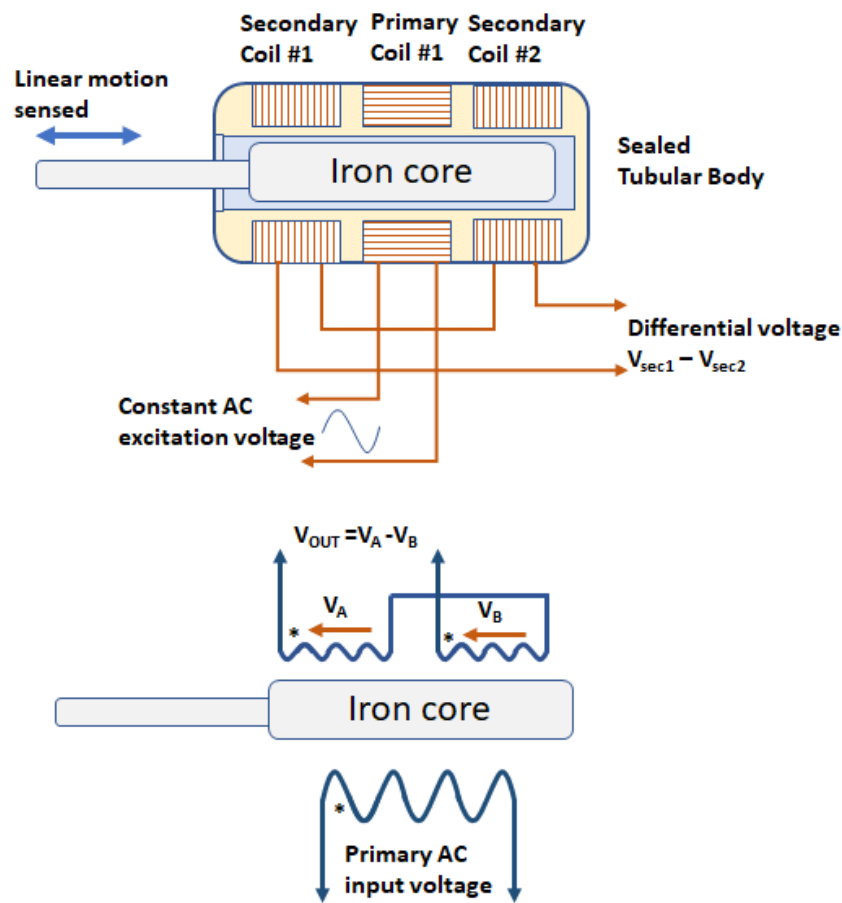 Secondary
Coil #1
Primary
Coil #1
Secondary
Coil #2
Linear motion
sensed
Iron core
Sealed
Tubular Body
Differential voltage
Vsec1 – Vsec2
Constant AC
excitation voltage
VOUT =VA -VB
VA
VB
*
*
Iron core
*
Primary AC
input voltage